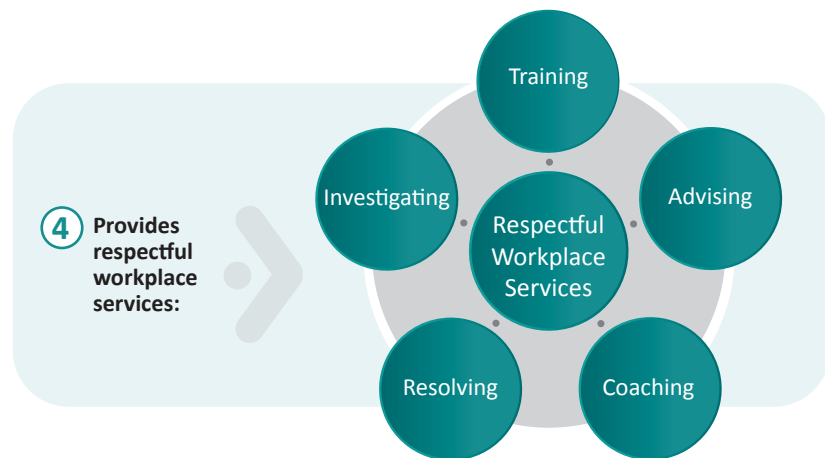 4 Provides
respectful
workplace
services:
Training
Advising
Coaching
Resolving
Investigating
Respectful
Workplace
Services